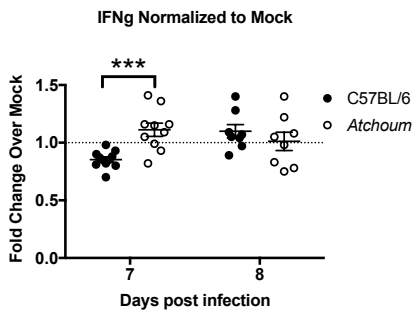 IFNg Normalized to Mock
***
1.5
1.0
0.5
0.0
Fold Change Over Mock
7
8
Days post infection
C57BL/6
Atchoum